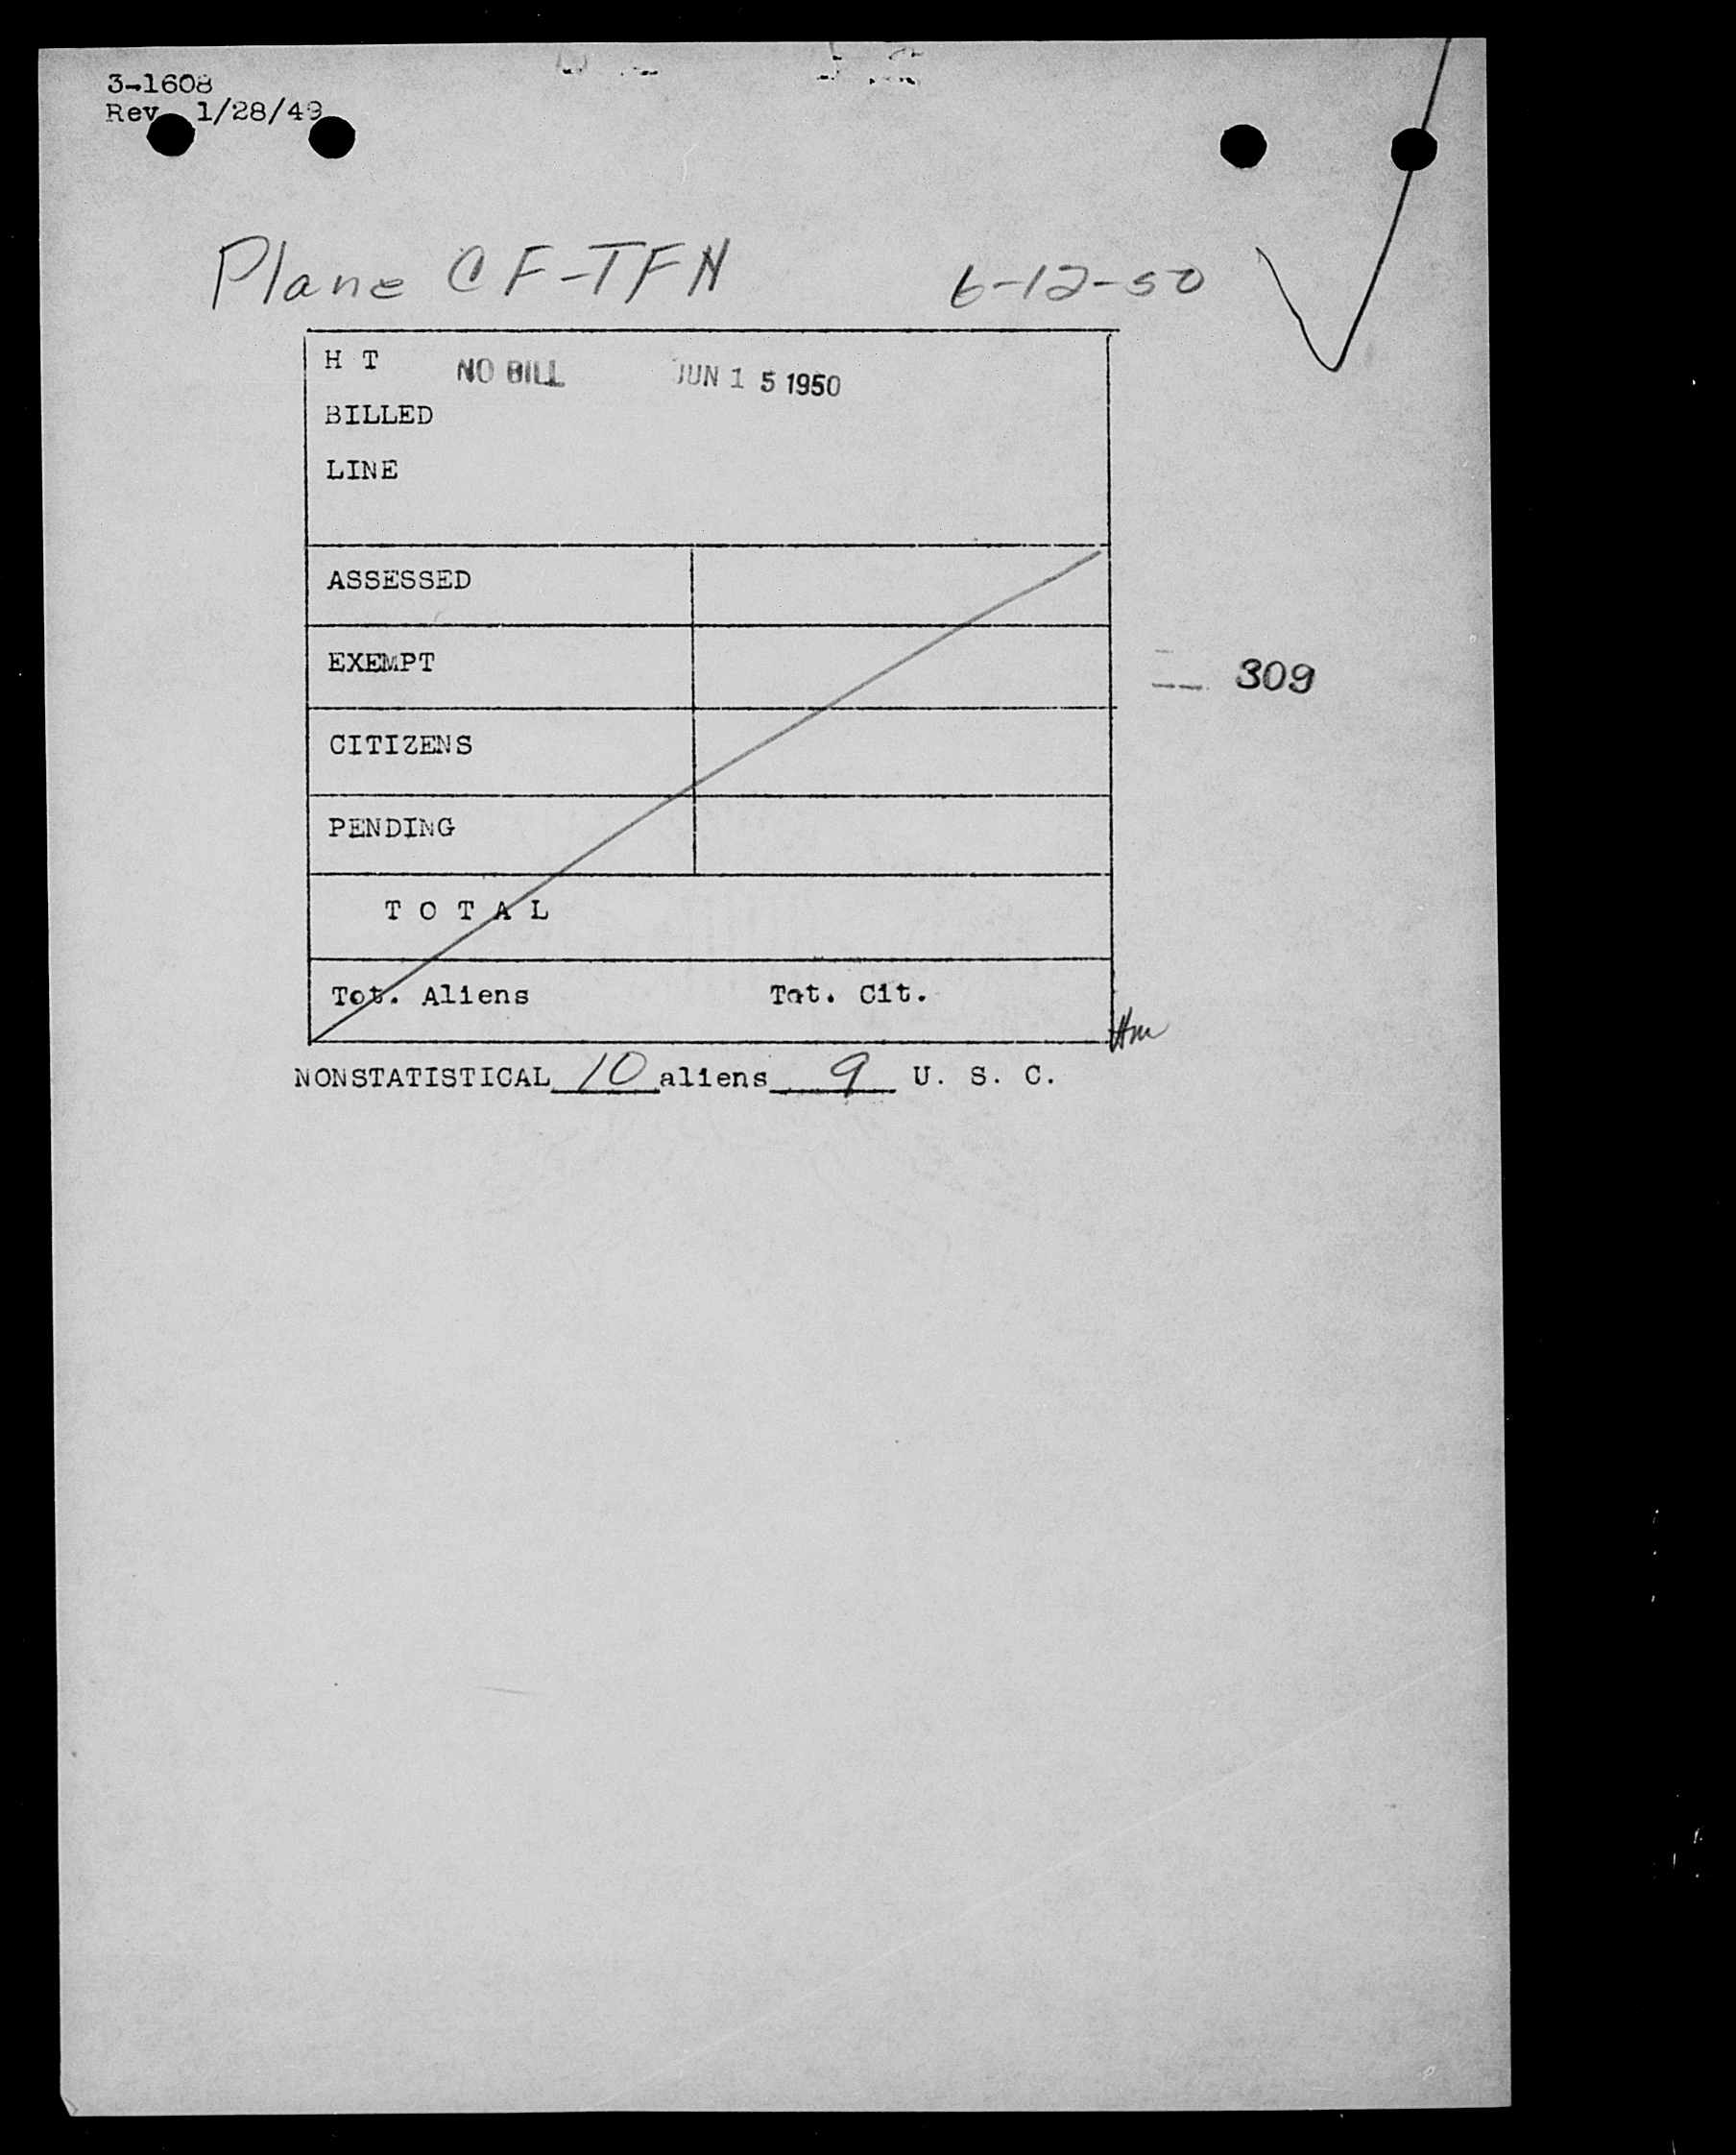 3-1608
Rev. 1/28/49
Plane CF-TFN 6-12-50
H T NO BILL JUN 15 1950
BILLED
LINE
ASSESSED
EXEMPT
309
CITIZENS
PENDING
T O T A L
Tot. Aliens Tot. Cit.
Hm
NONSTATISTICAL 10 aliens 9 U. S. C.